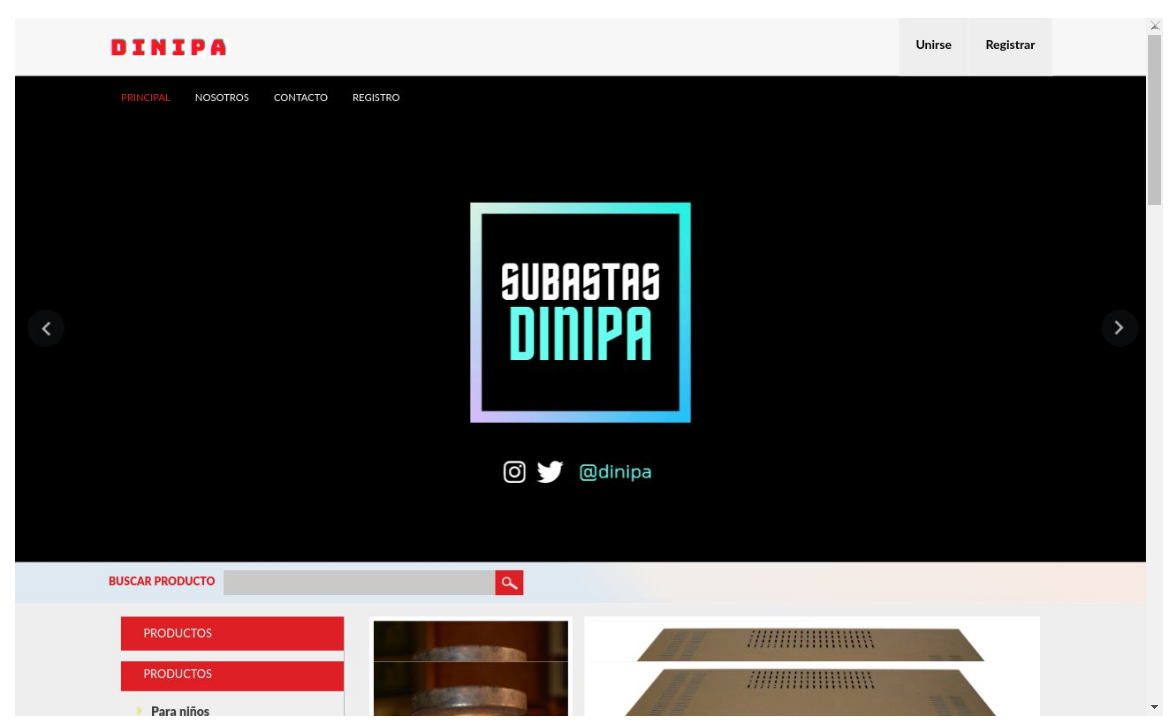 DINIPA
Unirse Registrar
PRINCIPAL NOSOTROS CONTACTO REGISTRO
SUBASTAS
DINIPA
@dinipa
BUSCAR PRODUCTO
PRODUCTOS
PRODUCTOS
Para niños